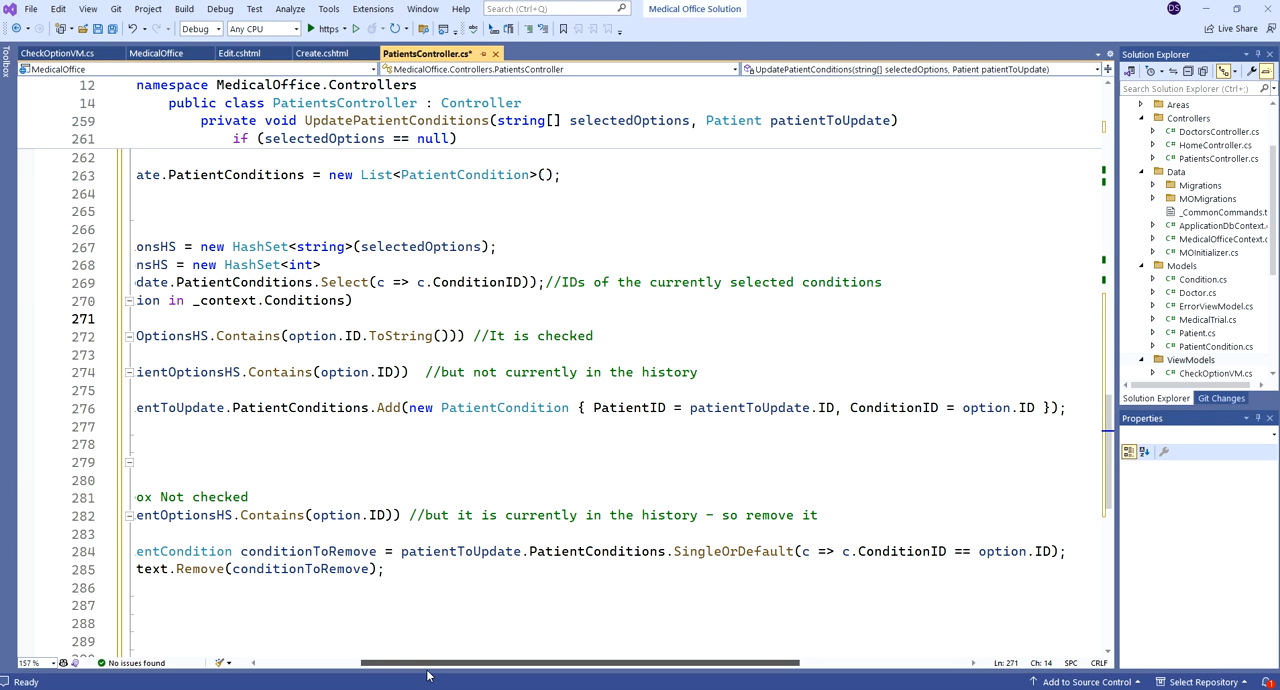 File Edit View Git Project Build Debug Test Analyze Tools Extensions Window Help Search (Ctrl+Q) Medical Office Solution DS
Debug Any CPU https Live Share
Toolbox
CheckOptionVM.cs MedicalOffice Edit.cshtml Create.cshtml PatientsController.cs*
MedicalOffice MedicalOffice.Controllers.PatientsController UpdatePatientConditions(string[] selectedOptions, Patient patientToUpdate)
12 namespace MedicalOffice.Controllers
14 public class PatientsController : Controller
259 private void UpdatePatientConditions(string[] selectedOptions, Patient patientToUpdate)
261 if (selectedOptions == null)
262
263 ate.PatientConditions = new List<PatientCondition>();
264
265
266
267 onsHS = new HashSet<string>(selectedOptions);
268 nsHS = new HashSet<int>
269 date.PatientConditions.Select(c => c.ConditionID));//IDs of the currently selected conditions
270 ion in _context.Conditions)
271
272 OptionsHS.Contains(option.ID.ToString())) //It is checked
273
274 ientOptionsHS.Contains(option.ID)) //but not currently in the history
275
276 entToUpdate.PatientConditions.Add(new PatientCondition { PatientID = patientToUpdate.ID, ConditionID = option.ID });
277
278
279
280
281 ox Not checked
282 entOptionsHS.Contains(option.ID)) //but it is currently in the history - so remove it
283
284 entCondition conditionToRemove = patientToUpdate.PatientConditions.SingleOrDefault(c => c.ConditionID == option.ID);
285 text.Remove(conditionToRemove);
286
287
288
289
157 % No issues found Ln: 271 Ch: 14 SPC CRLF
Solution Explorer
Search Solution Explorer (Ctrl+;)
Areas
Controllers
C# DoctorsController.cs
C# HomeController.cs
C# PatientsController.cs
Data
Migrations
MOMigrations
_CommonCommands.t
C# ApplicationDbContext.
C# MedicalOfficeContext.c
C# MOInitializer.cs
Models
C# Condition.cs
C# Doctor.cs
C# ErrorViewModel.cs
C# MedicalTrial.cs
C# Patient.cs
C# PatientCondition.cs
ViewModels
C# CheckOptionVM.cs
Solution Explorer Git Changes
Properties
Ready Add to Source Control Select Repository 1